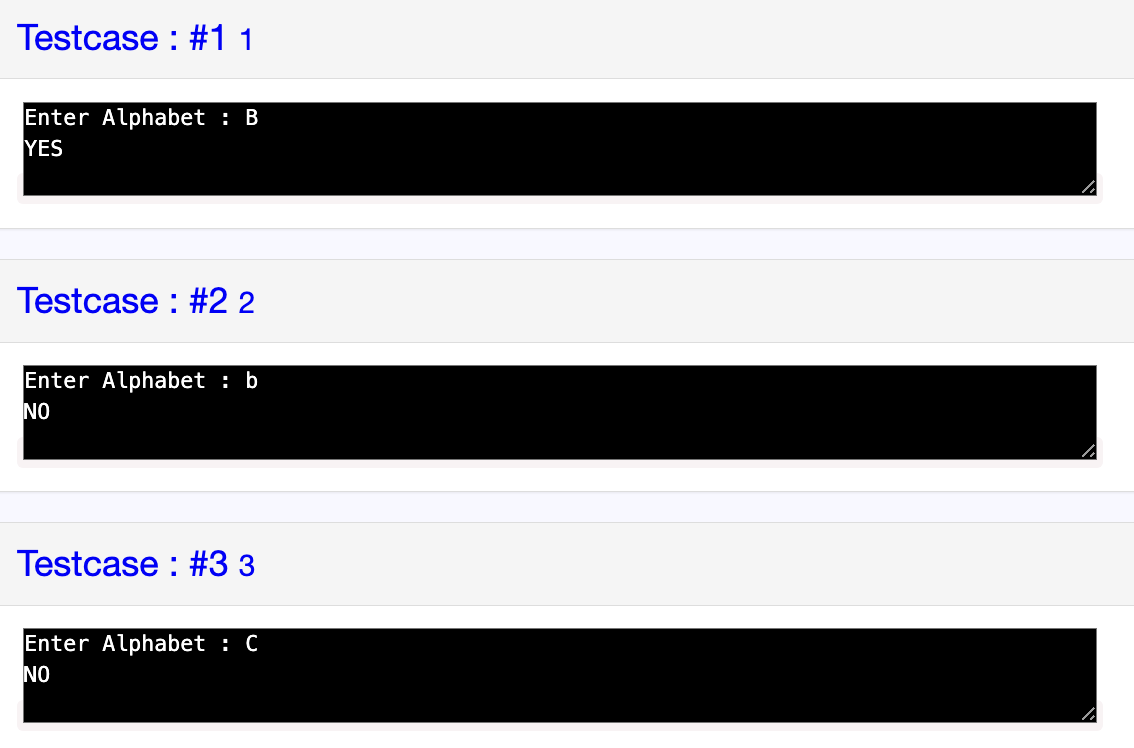 Testcase : #1 1
Enter Alphabet : B
YES
Testcase : #2 2
Enter Alphabet : b
NO
Testcase : #3 3
Enter Alphabet : C
NO